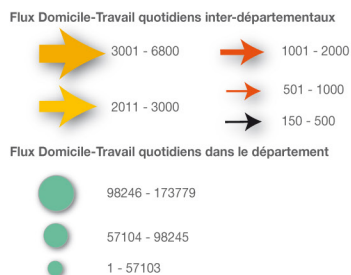 Flux Domicile-Travail quotidiens inter-départementaux
3001 - 6800
1001 - 2000
501 - 1000
2011 - 3000
150 - 500
Flux Domicile-Travail quotidiens dans le département
98246 - 173779
57104 - 98245
1 - 57103